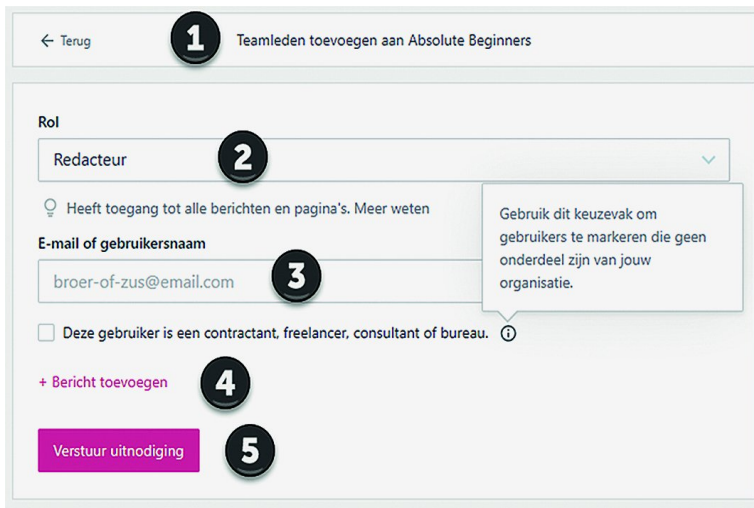 ← Terug 1 Teamleden toevoegen aan Absolute Beginners
Rol
Redacteur 2
Heeft toegang tot alle berichten en pagina's. Meer weten
Gebruik dit keuzevak om
gebruikers te markeren die geen
onderdeel zijn van jouw
organisatie.
E-mail of gebruikersnaam
broer-of-zus@email.com 3
Deze gebruiker is een contractant, freelancer, consultant of bureau.
+ Bericht toevoegen 4
Verstuur uitnodiging 5